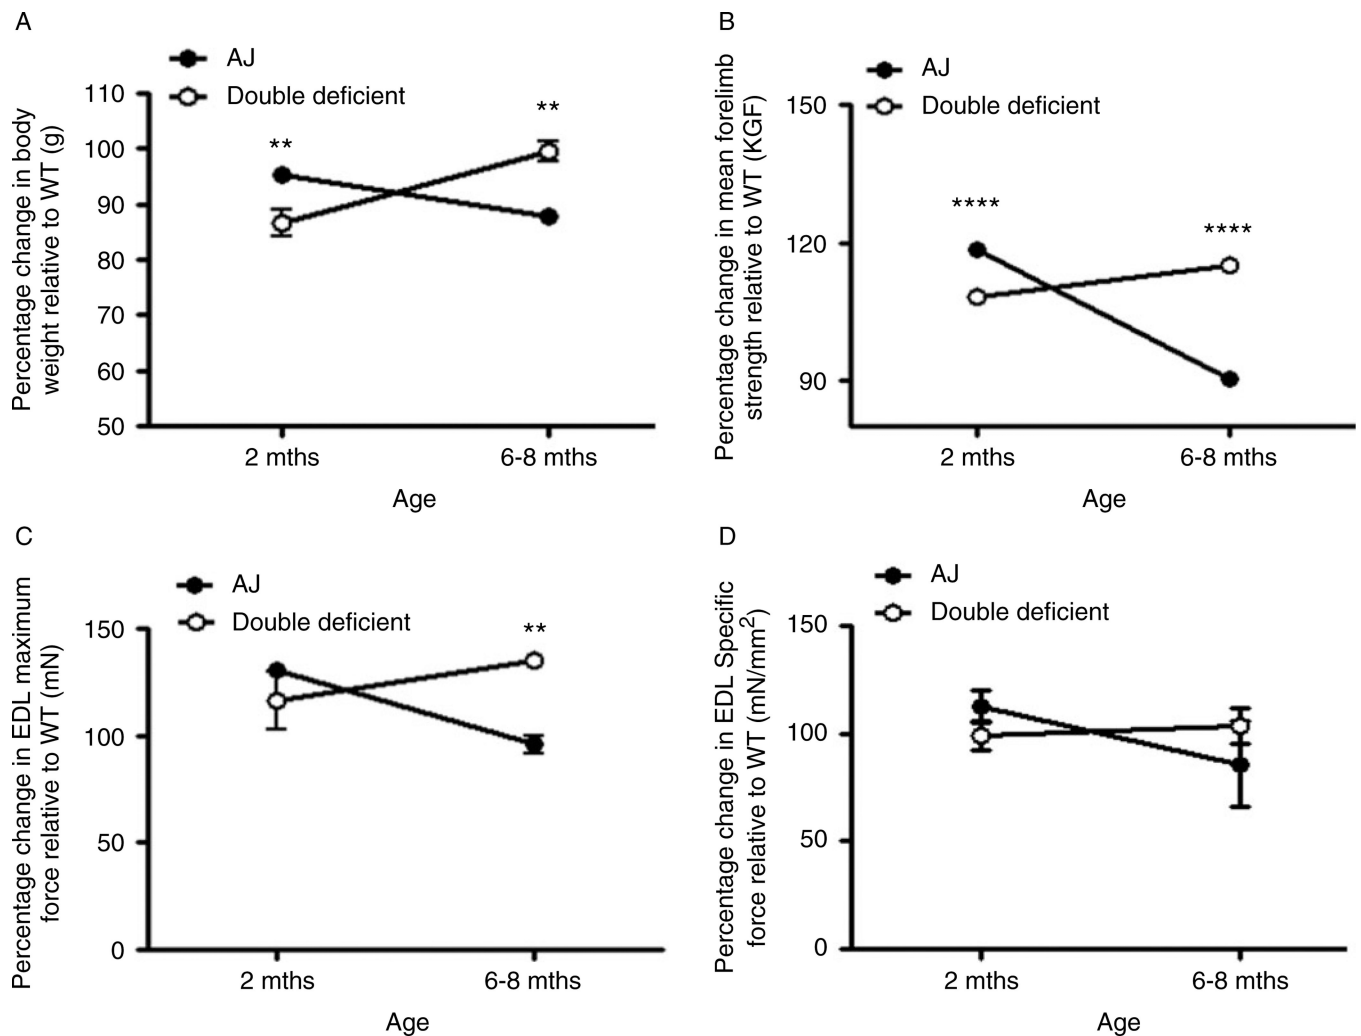 A
AJ
Double deficient
Percentage change in body
weight relative to WT (g)
110
100
90
80
70
60
50
**
**
2 mths
6-8 mths
Age
B
AJ
Double deficient
Percentage change in mean forelimb
strength relative to WT (KGF)
150
120
90
****
****
2 mths
6-8 mths
Age
C
AJ
Double deficient
Percentage change in EDL maximum
force relative to WT (mN)
150
100
50
0
**
2 mths
6-8 mths
Age
D
AJ
Double deficient
Percentage change in EDL Specific
force relative to WT (mN/mm²)
150
100
50
0
2 mths
6-8 mths
Age